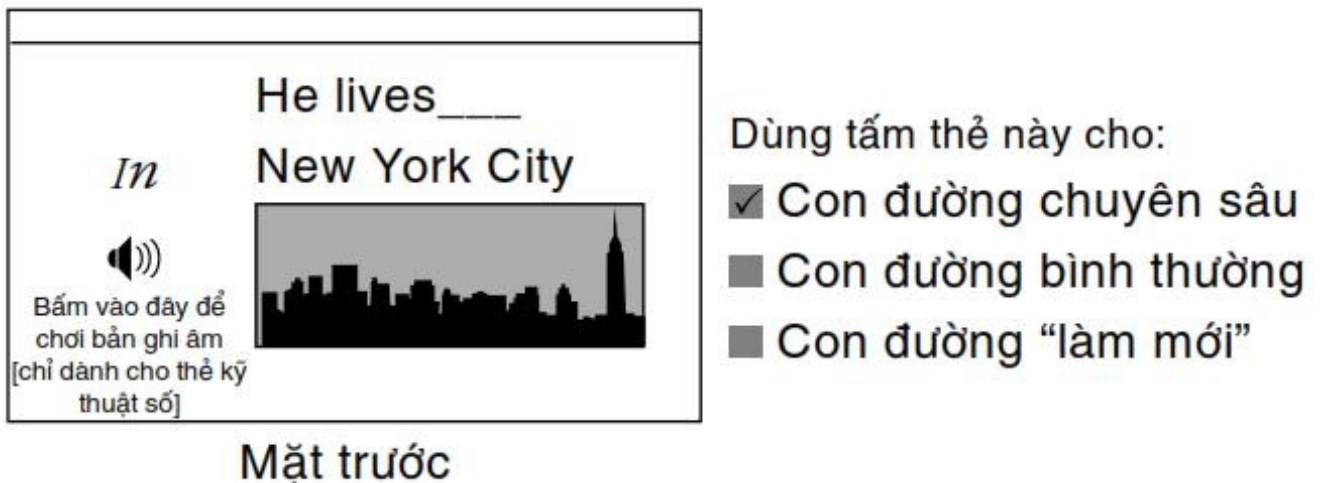 He lives___
New York City
In
Bấm vào đây để
chơi bản ghi âm
[chỉ dành cho thẻ kỹ
thuật số]
Mặt trước
Dùng tấm thẻ này cho:
✓ Con đường chuyên sâu
Con đường bình thường
Con đường “làm mới”